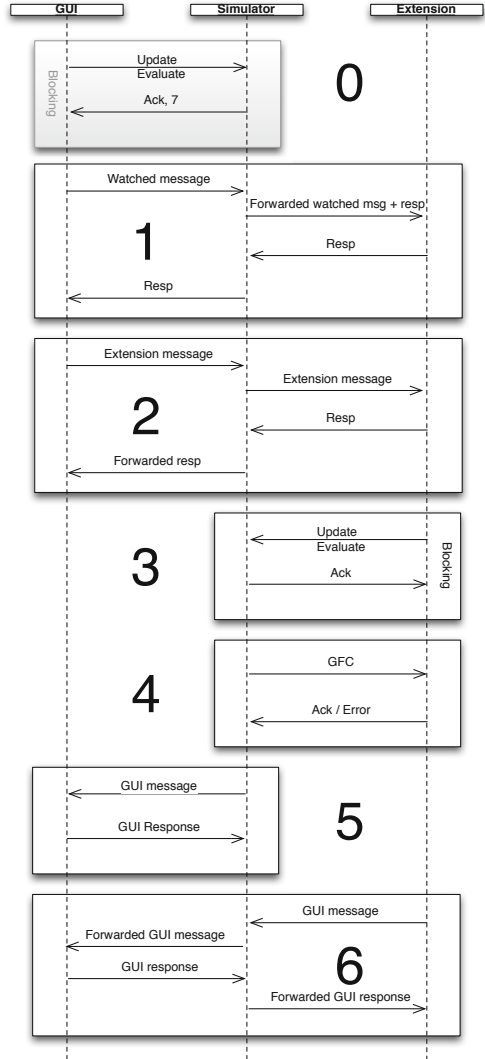 GUI Simulator Extension
Update
Evaluate
Blocking
Ack, 7
0
Watched message
Forwarded watched msg + resp
1
Resp
Resp
Extension message
Extension message
2
Resp
Forwarded resp
Update
Evaluate
3
Blocking
Ack
GFC
4
Ack / Error
GUI message
5
GUI Response
GUI message
Forwarded GUI message
6
GUI response
Forwarded GUI response